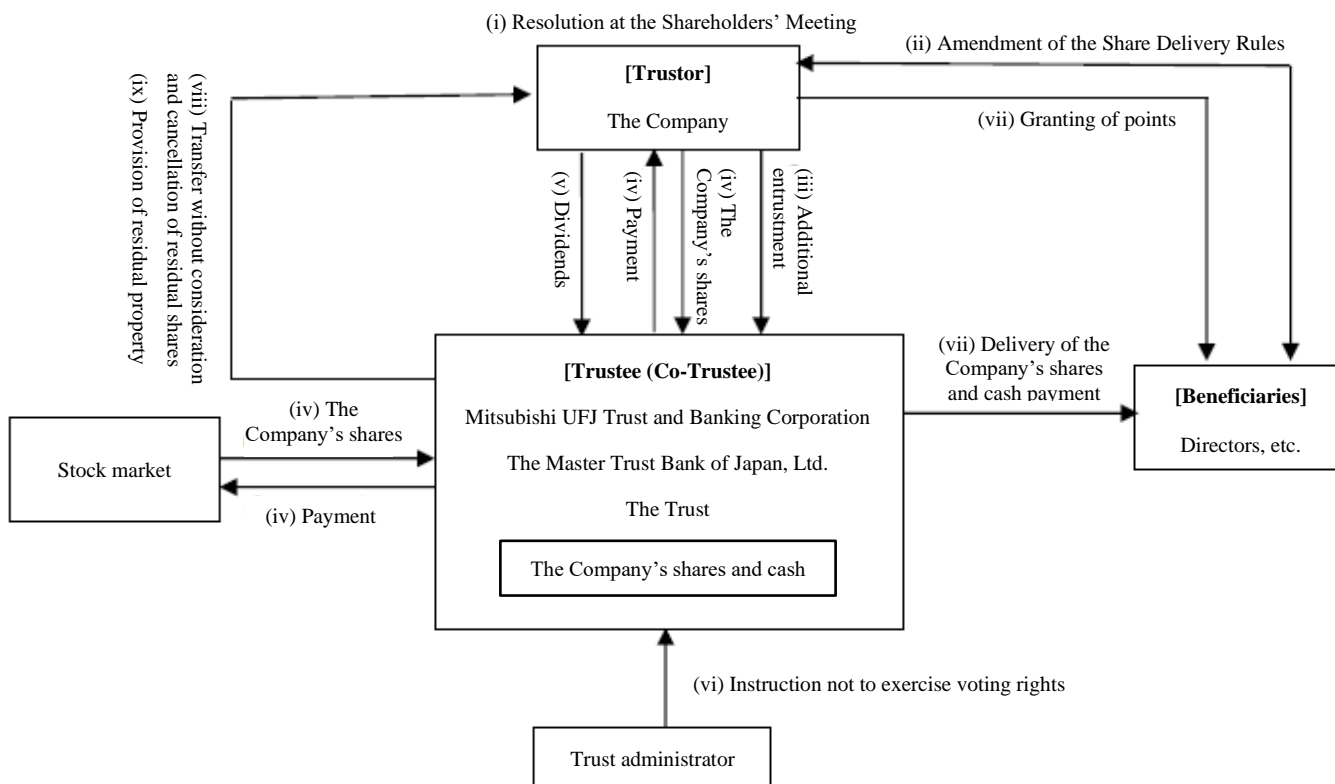 (i) Resolution at the Shareholders’ Meeting
(ii) Amendment of the Share Delivery Rules
[Trustor]
The Company
(vii) Granting of points
(viii) Transfer without consideration
and cancellation of residual shares
(ix) Provision of residual property
(v) Dividends
(iv) Payment
(iv) The
Company’s shares
(iii) Additional
entrustment
[Trustee (Co-Trustee)]
Mitsubishi UFJ Trust and Banking Corporation
The Master Trust Bank of Japan, Ltd.
The Trust
The Company’s shares and cash
(vii) Delivery of the
Company’s shares
and cash payment
[Beneficiaries]
Directors, etc.
(iv) The
Company’s shares
Stock market
(iv) Payment
(vi) Instruction not to exercise voting rights
Trust administrator